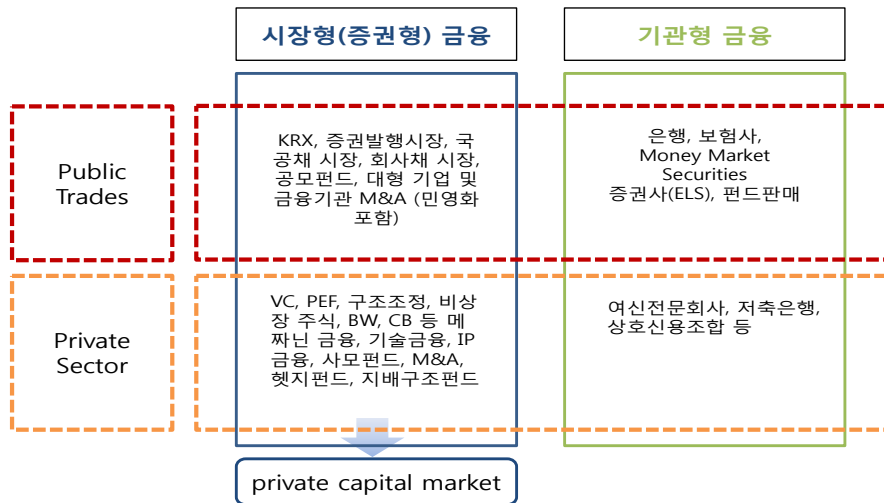 시장형(증권형) 금융
기관형 금융
Public
Trades
KRX, 증권발행시장, 국
공채 시장, 회사채 시장,
공모펀드, 대형 기업 및
금융기관 M&A (민영화
포함)
은행, 보험사,
Money Market
Securities
증권사(ELS), 펀드판매
Private
Sector
VC, PEF, 구조조정, 비상
장 주식, BW, CB 등 메
짜닌 금융, 기술금융, IP
금융, 사모펀드, M&A,
헷지펀드, 지배구조펀드
여신전문회사, 저축은행,
상호신용조합 등
private capital market